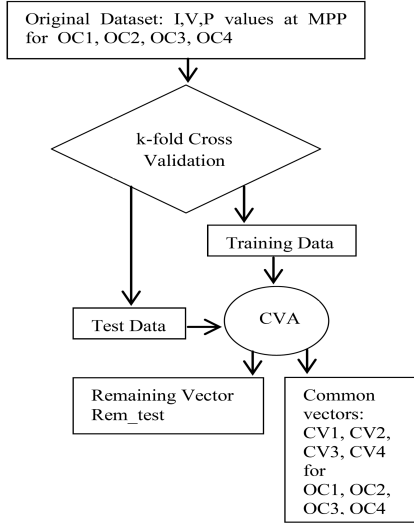 Original Dataset: I,V,P values at MPP
for OC1, OC2, OC3, OC4
k-fold Cross
Validation
Training Data
Test Data
CVA
Remaining Vector
Rem_test
Common
vectors:
CV1, CV2,
CV3, CV4
for
OC1, OC2,
OC3, OC4